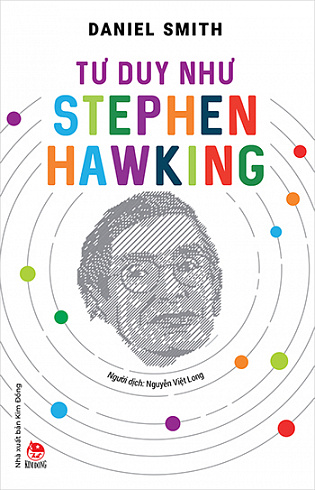 DANIEL SMITH
TƯ DUY NHƯ
STEPHEN
HAWKING
Người dịch: Nguyễn Việt Long
Nhà xuất bản Kim Đồng
KIM ĐỒNG